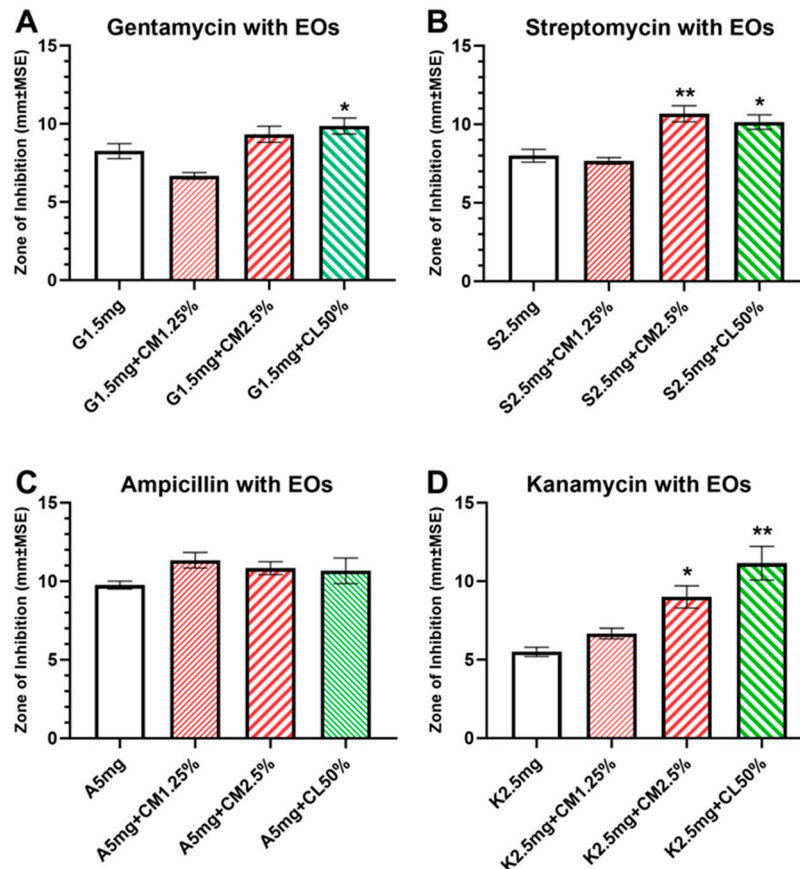 A
Gentamycin with EOs
Zone of Inhibition (mm±MSE)
15
10
5
0
*
G1.5mg
G1.5mg+CM1.25%
G1.5mg+CM2.5%
G1.5mg+CL50%
B
Streptomycin with EOs
Zone of Inhibition (mm±MSE)
15
10
5
0
**
*
S2.5mg
S2.5mg+CM1.25%
S2.5mg+CM2.5%
S2.5mg+CL50%
C
Ampicillin with EOs
Zone of Inhibition (mm±MSE)
15
10
5
0
A5mg
A5mg+CM1.25%
A5mg+CM2.5%
A5mg+CL50%
D
Kanamycin with EOs
Zone of Inhibition (mm±MSE)
15
10
5
0
*
**
K2.5mg
K2.5mg+CM1.25%
K2.5mg+CM2.5%
K2.5mg+CL50%